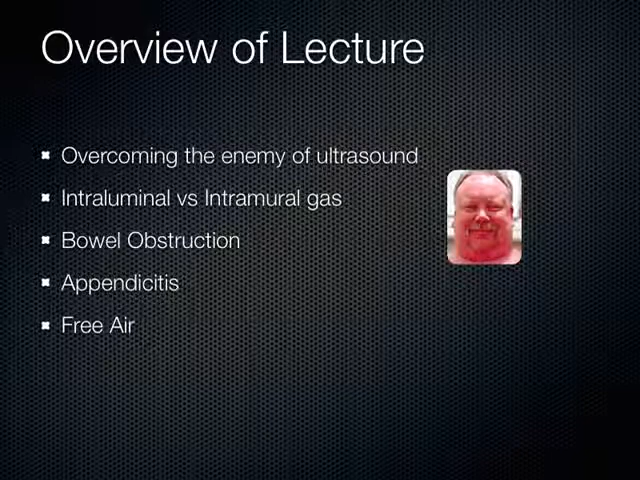 Overview of Lecture
Overcoming the enemy of ultrasound
Intraluminal vs Intramural gas
Bowel Obstruction
Appendicitis
Free Air